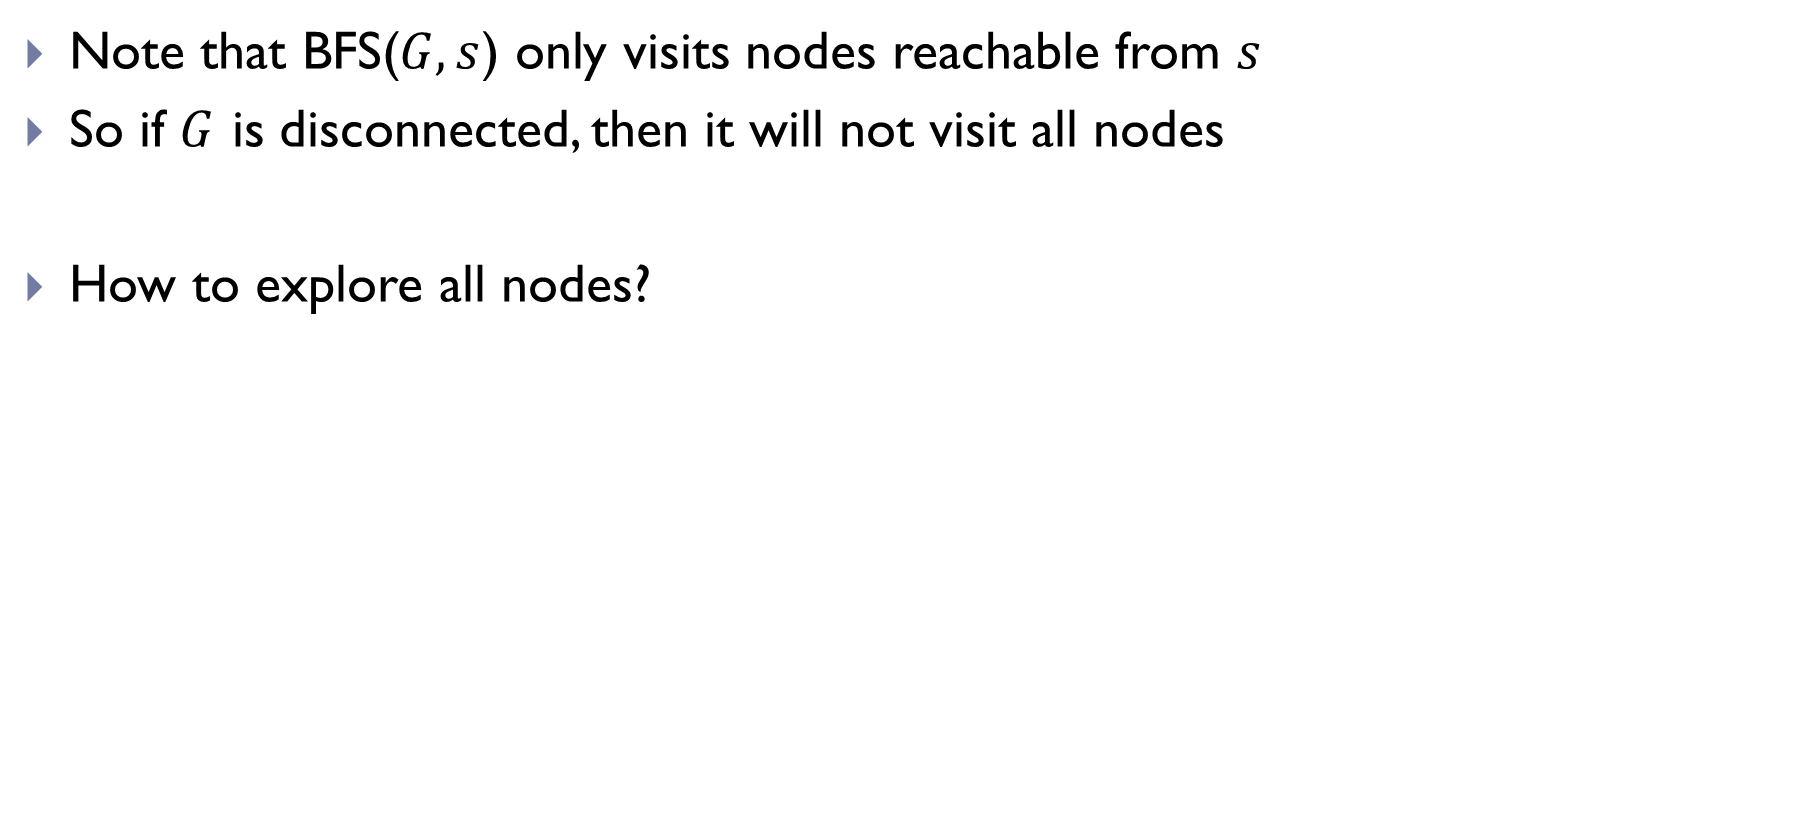 Note that BFS(G, s) only visits nodes reachable from s
So if G is disconnected, then it will not visit all nodes
How to explore all nodes?